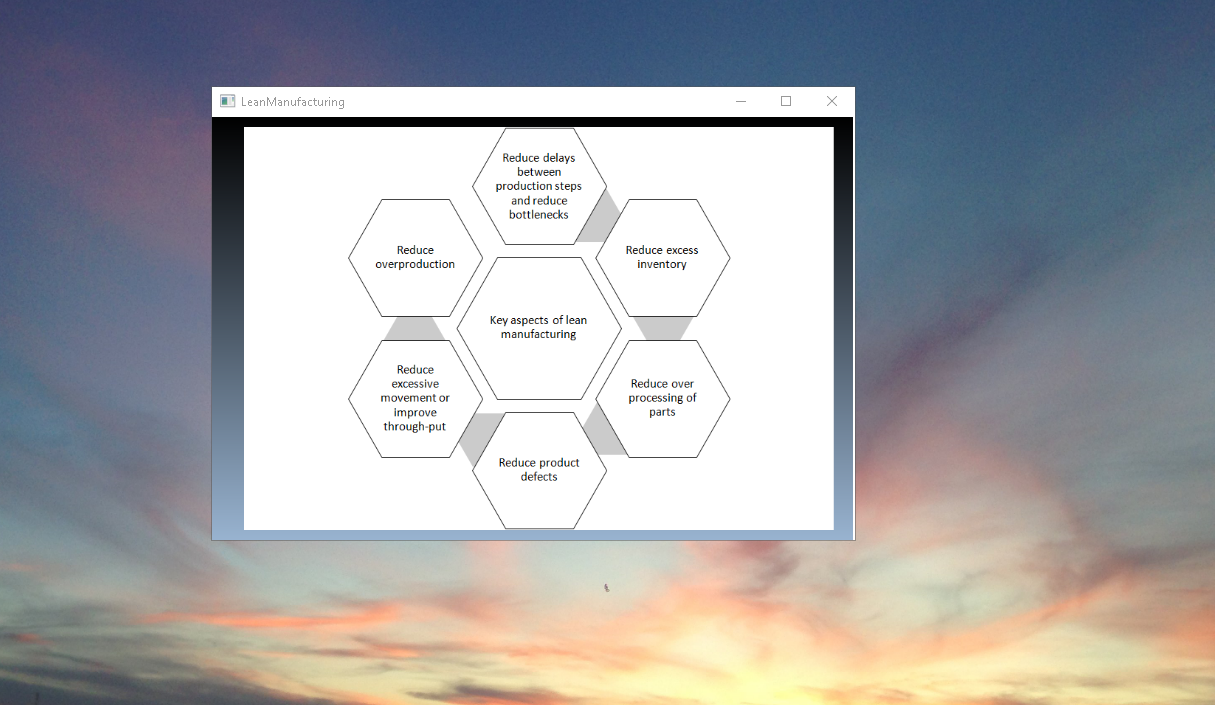 LeanManufacturing
Reduce delays
between
production steps
and reduce
bottlenecks
Reduce
overproduction
Reduce excess
inventory
Key aspects of lean
manufacturing
Reduce
excessive
movement or
improve
through-put
Reduce over
processing of
parts
Reduce product
defects